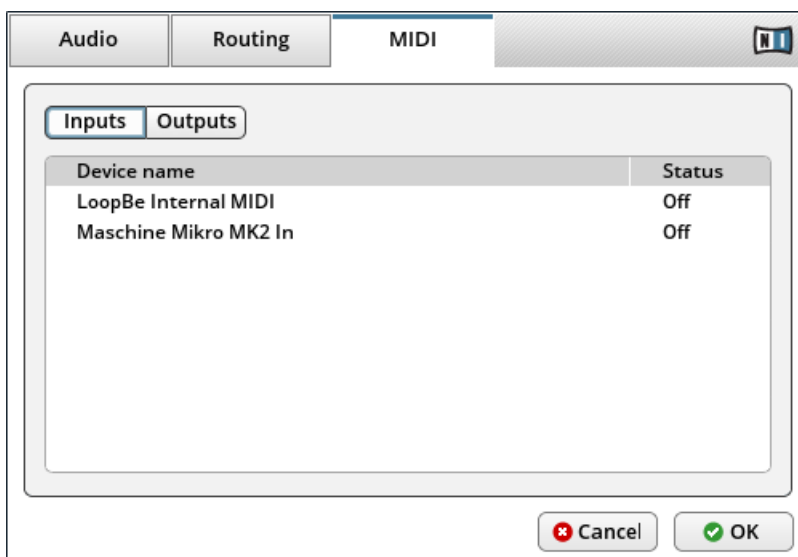 Audio Routing MIDI NI
Inputs Outputs
Device name Status
LoopBe Internal MIDI Off
Maschine Mikro MK2 In Off
Cancel OK